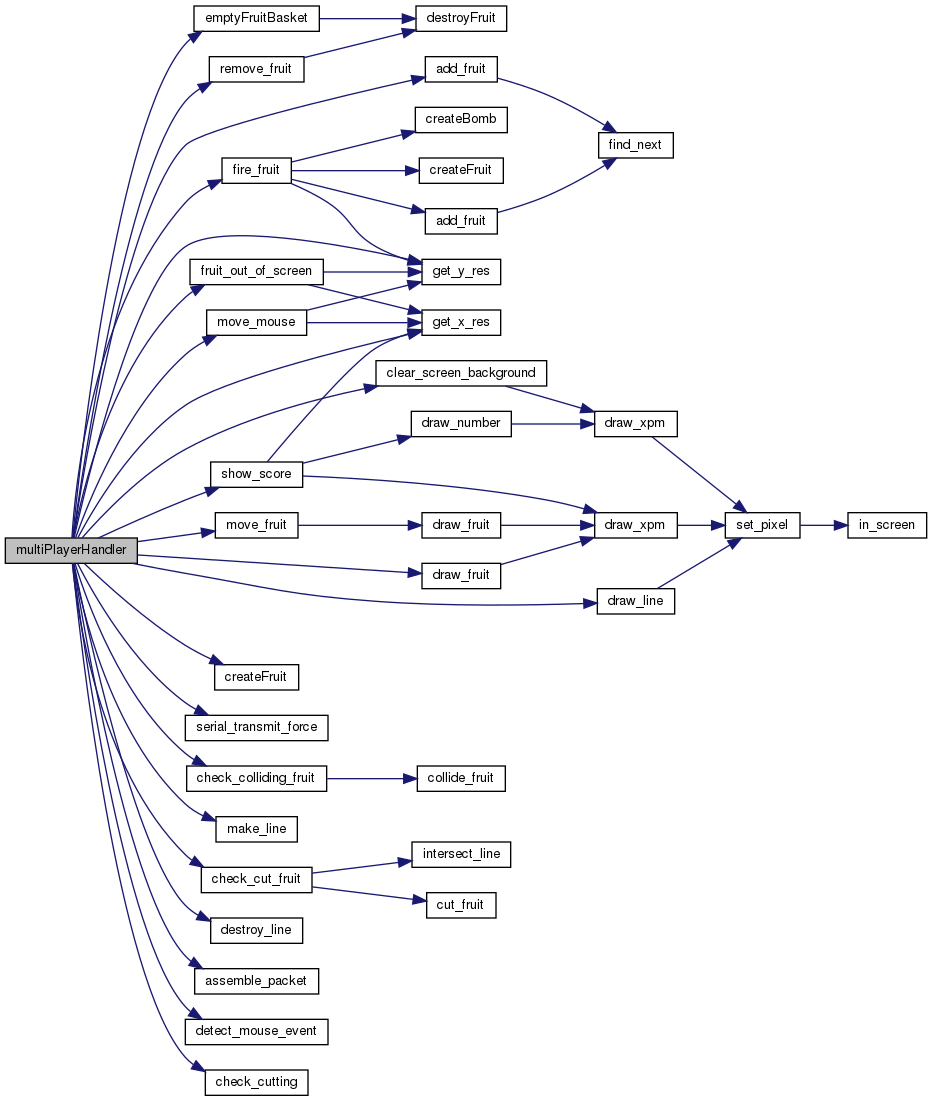 emptyFruitBasket
destroyFruit
remove_fruit
add_fruit
createBomb
find_next
fire_fruit
createFruit
add_fruit
fruit_out_of_screen
get_y_res
move_mouse
get_x_res
clear_screen_background
draw_number
draw_xpm
show_score
move_fruit
draw_fruit
draw_xpm
set_pixel
in_screen
multiPlayerHandler
draw_fruit
draw_line
createFruit
serial_transmit_force
check_colliding_fruit
collide_fruit
make_line
intersect_line
check_cut_fruit
cut_fruit
destroy_line
assemble_packet
detect_mouse_event
check_cutting